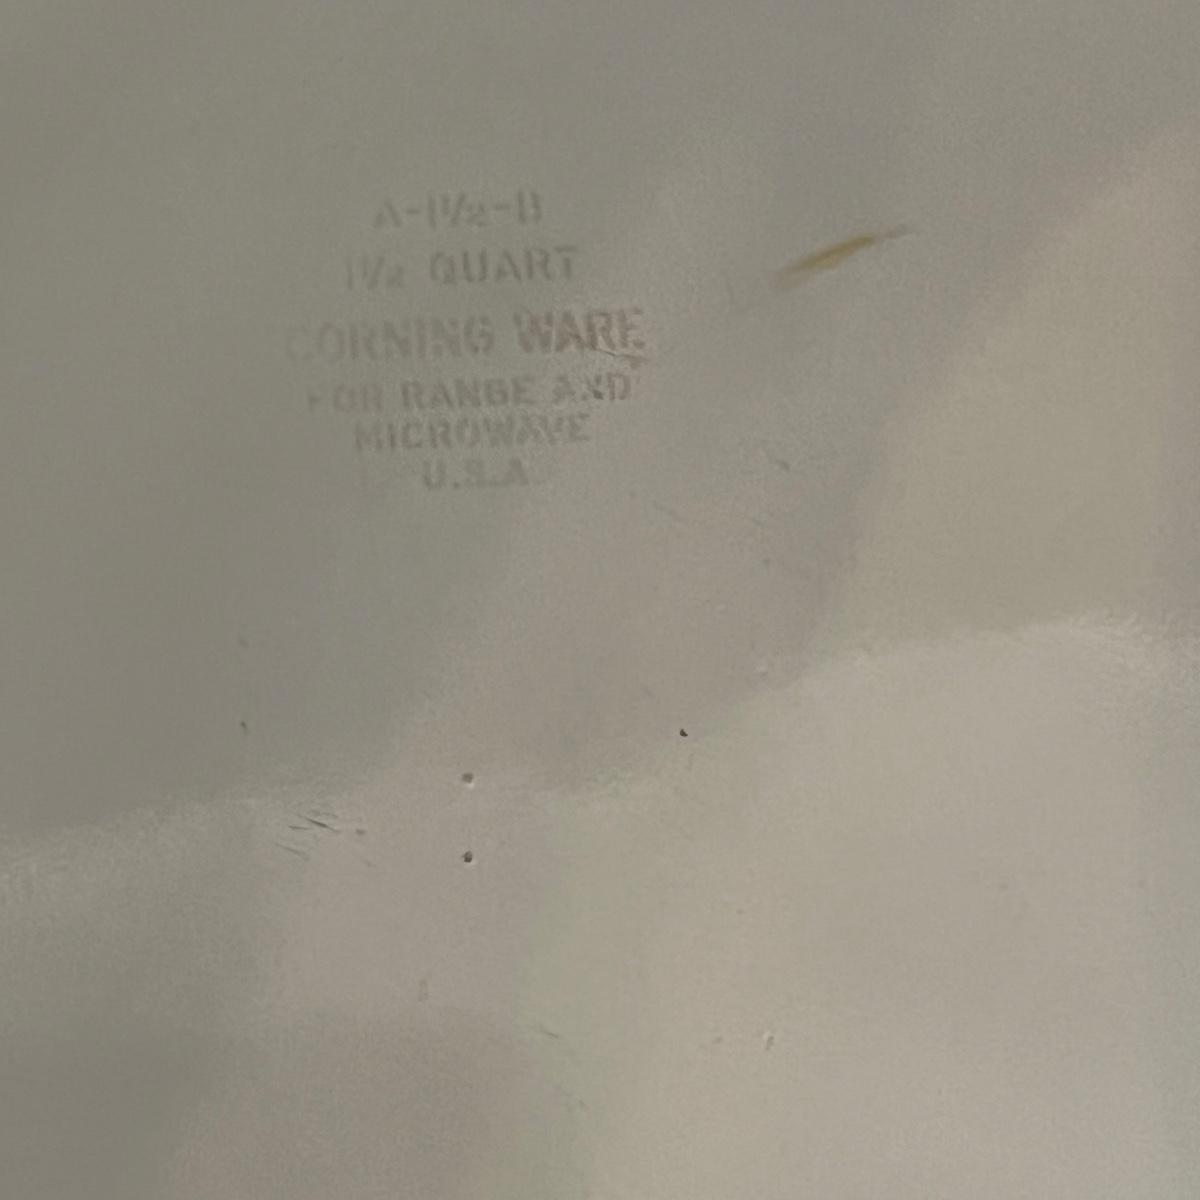 A-1½-B
1½ QUART
CORNING WARE
FOR RANGE AND
MICROWAVE
U.S.A